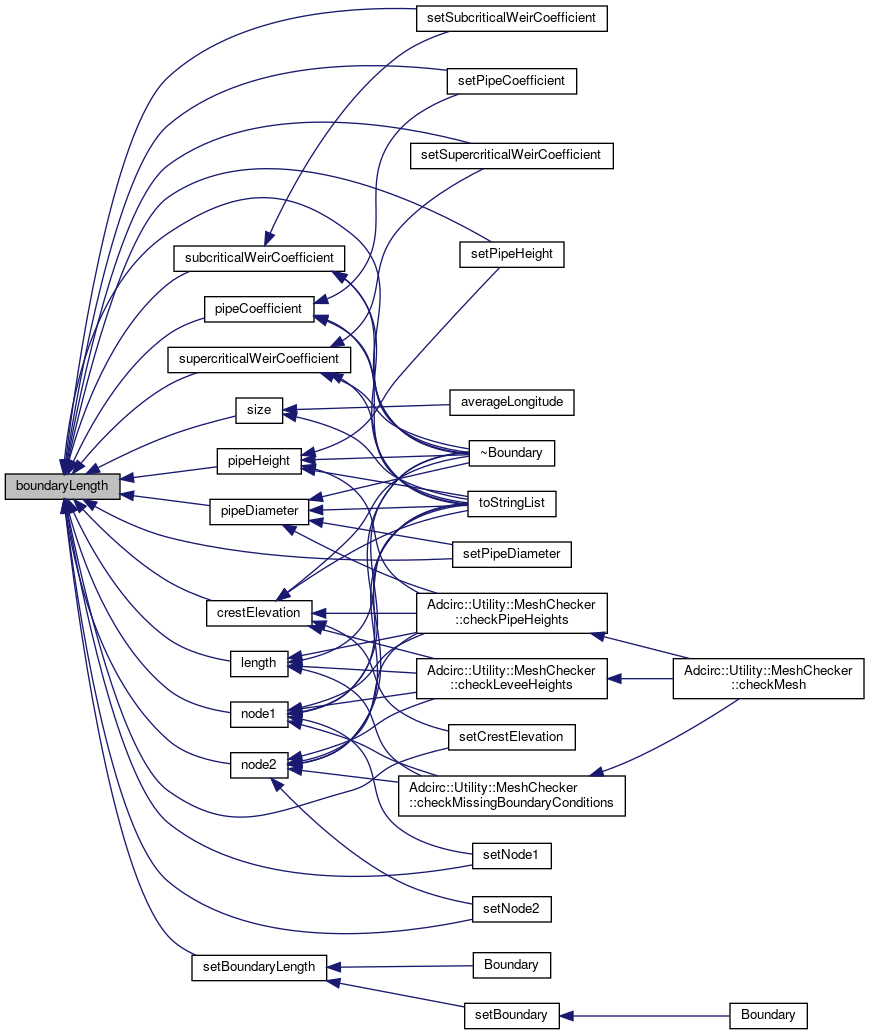 setSubcriticalWeirCoefficient
setPipeCoefficient
setSupercriticalWeirCoefficient
setPipeHeight
subcriticalWeirCoefficient
pipeCoefficient
supercriticalWeirCoefficient
averageLongitude
size
~Boundary
pipeHeight
boundaryLength
toStringList
pipeDiameter
setPipeDiameter
crestElevation
Adcirc::Utility::MeshChecker
::checkPipeHeights
length
Adcirc::Utility::MeshChecker
::checkLeveeHeights
Adcirc::Utility::MeshChecker
::checkMesh
node1
setCrestElevation
node2
Adcirc::Utility::MeshChecker
::checkMissingBoundaryConditions
setNode1
setNode2
setBoundaryLength
Boundary
setBoundary
Boundary